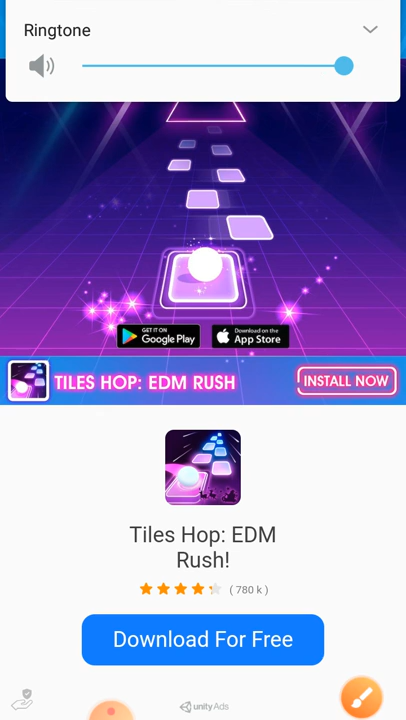 Ringtone
GET IT ON
Google Play
Download on the
App Store
TILES HOP: EDM RUSH
INSTALL NOW
Tiles Hop: EDM
Rush!
( 780 k )
Download For Free
unityAds